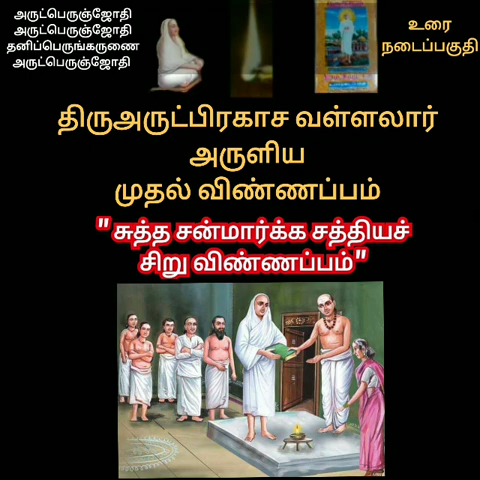 அருட்பெருஞ்ஜோதி
அருட்பெருஞ்ஜோதி
தனிப்பெருங்கருணை
அருட்பெருஞ்ஜோதி
உரை
நடைப்பகுதி
திருஅருட்பிரகாச வள்ளலார்
அருளிய
முதல் விண்ணப்பம்
"சுத்த சன்மார்க்க சத்தியச்
சிறு விண்ணப்பம்"